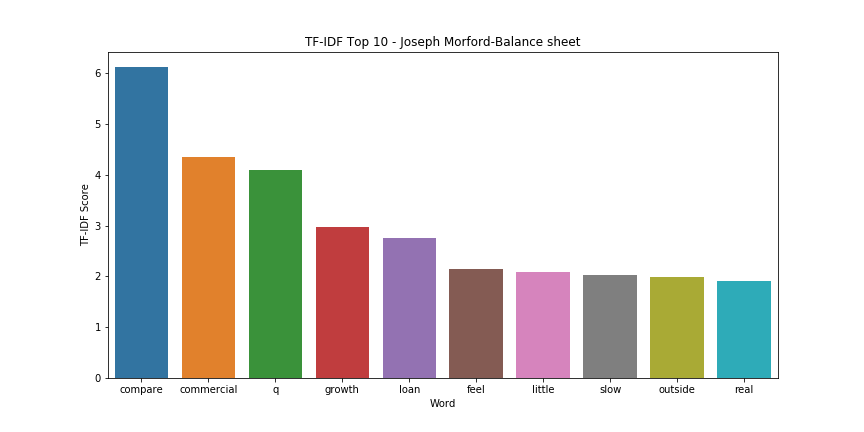 TF-IDF Top 10 - Joseph Morford-Balance sheet
TF-IDF Score
6
5
4
3
2
1
0
compare commercial q growth loan feel little slow outside real
Word